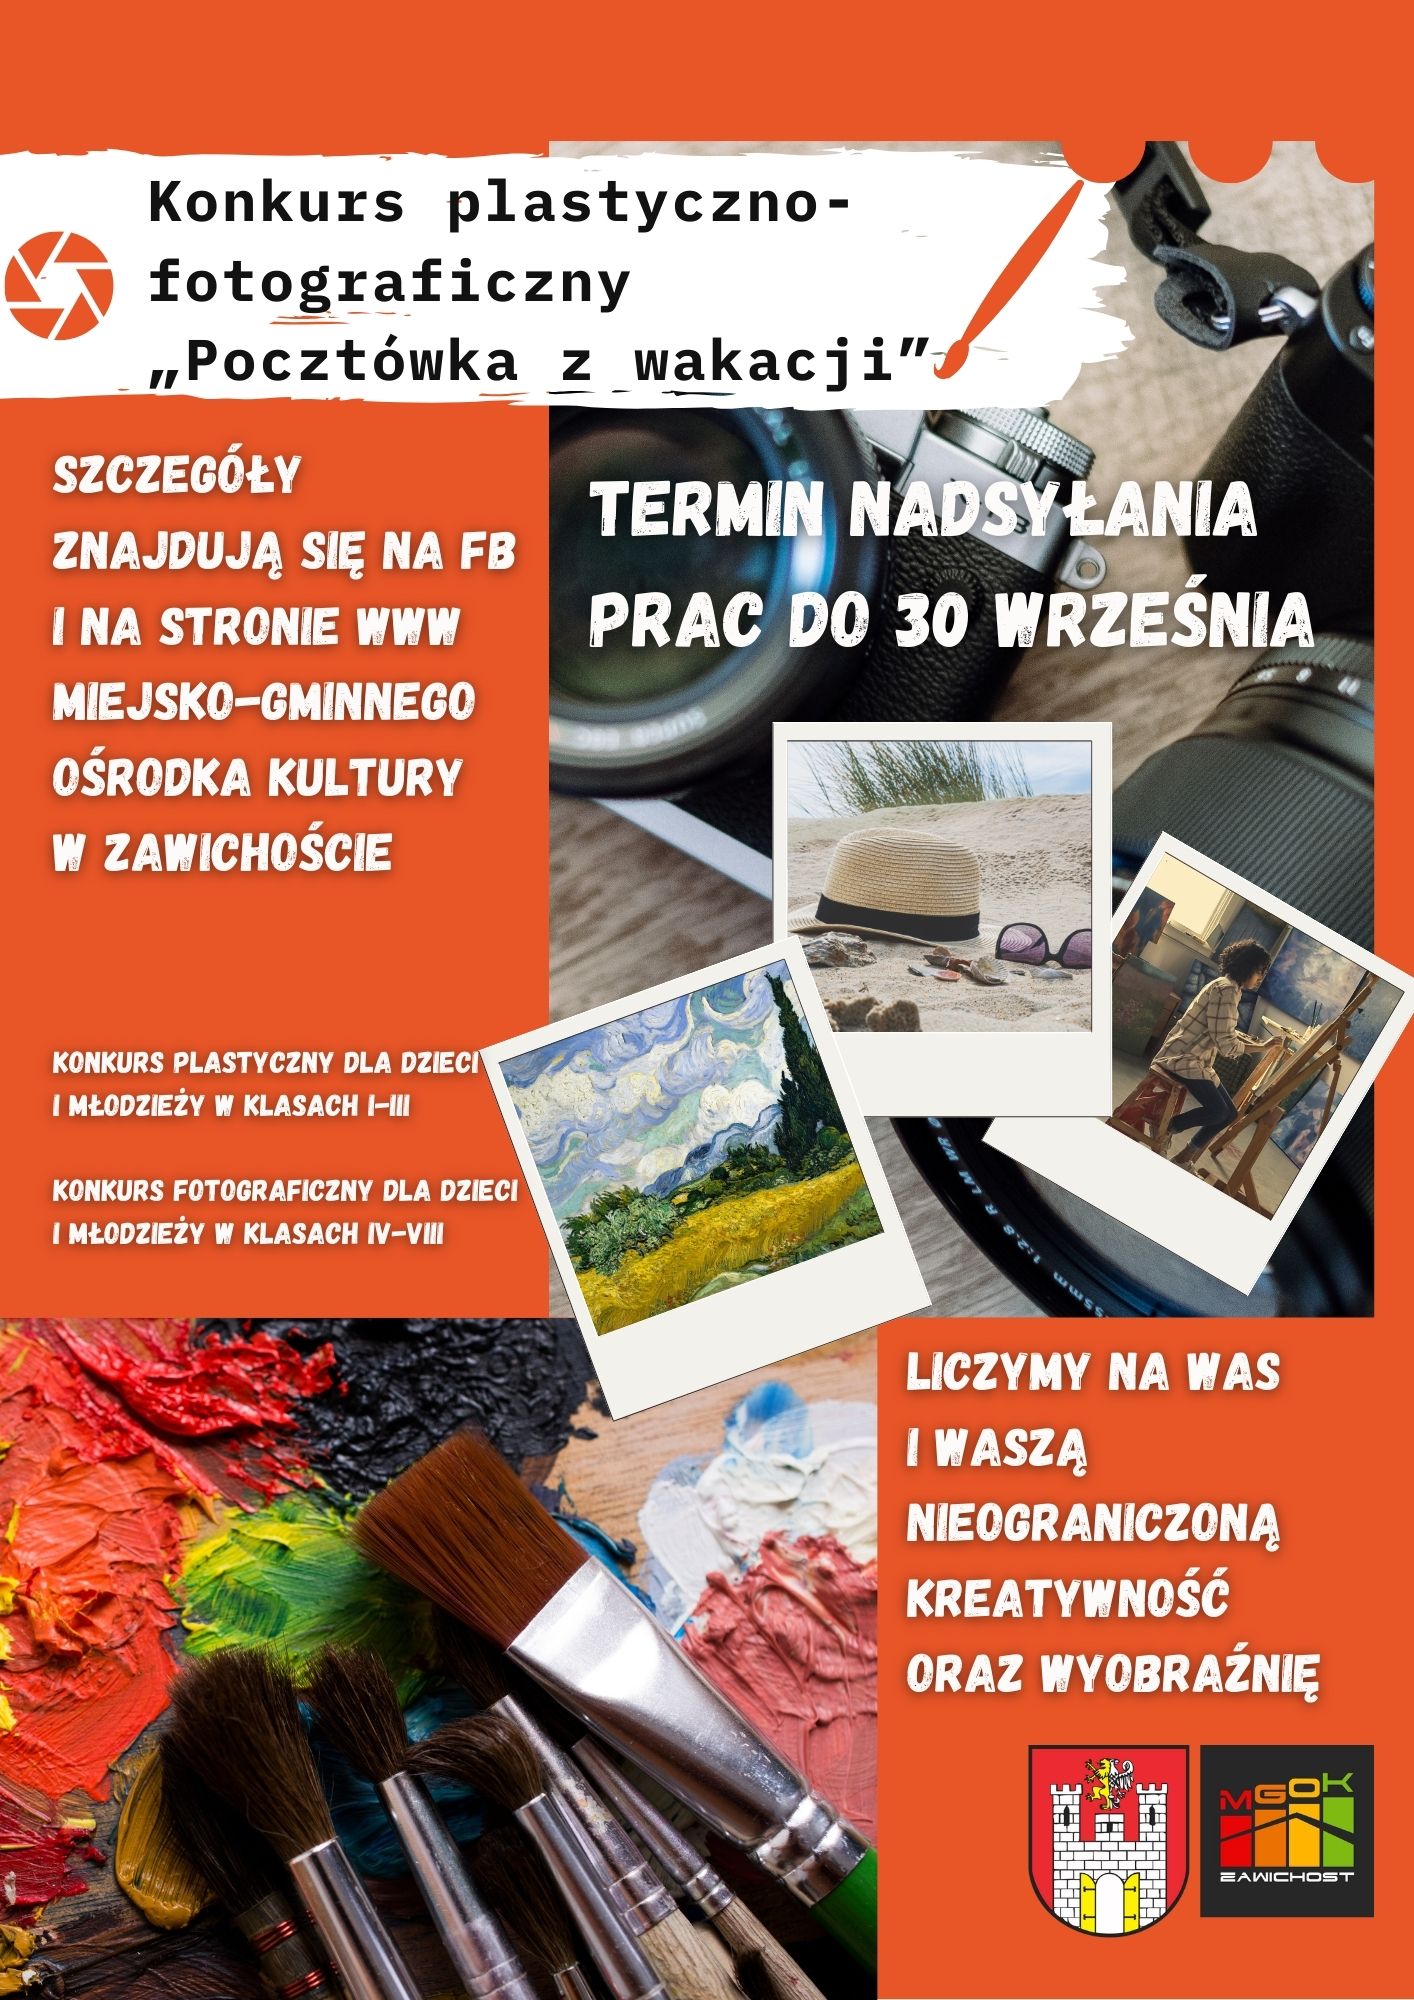 Konkurs plastyczno-
fotograficzny
„Pocztówka z wakacji”
SZCZEGÓŁY
ZNAJDUJĄ SIĘ NA FB
I NA STRONIE WWW
MIEJSKO-GMINNEGO
OŚRODKA KULTURY
W ZAWICHOŚCIE
TERMIN NADSYŁANIA
PRAC DO 30 WRZEŚNIA
KONKURS PLASTYCZNY DLA DZIECI
I MŁODZIEŻY W KLASACH I-III
KONKURS FOTOGRAFICZNY DLA DZIECI
I MŁODZIEŻY W KLASACH IV-VIII
LICZYMY NA WAS
I WASZĄ
NIEOGRANICZONĄ
KREATYWNOŚĆ
ORAZ WYOBRAŹNIĘ
MGOK
ZAWICHOST